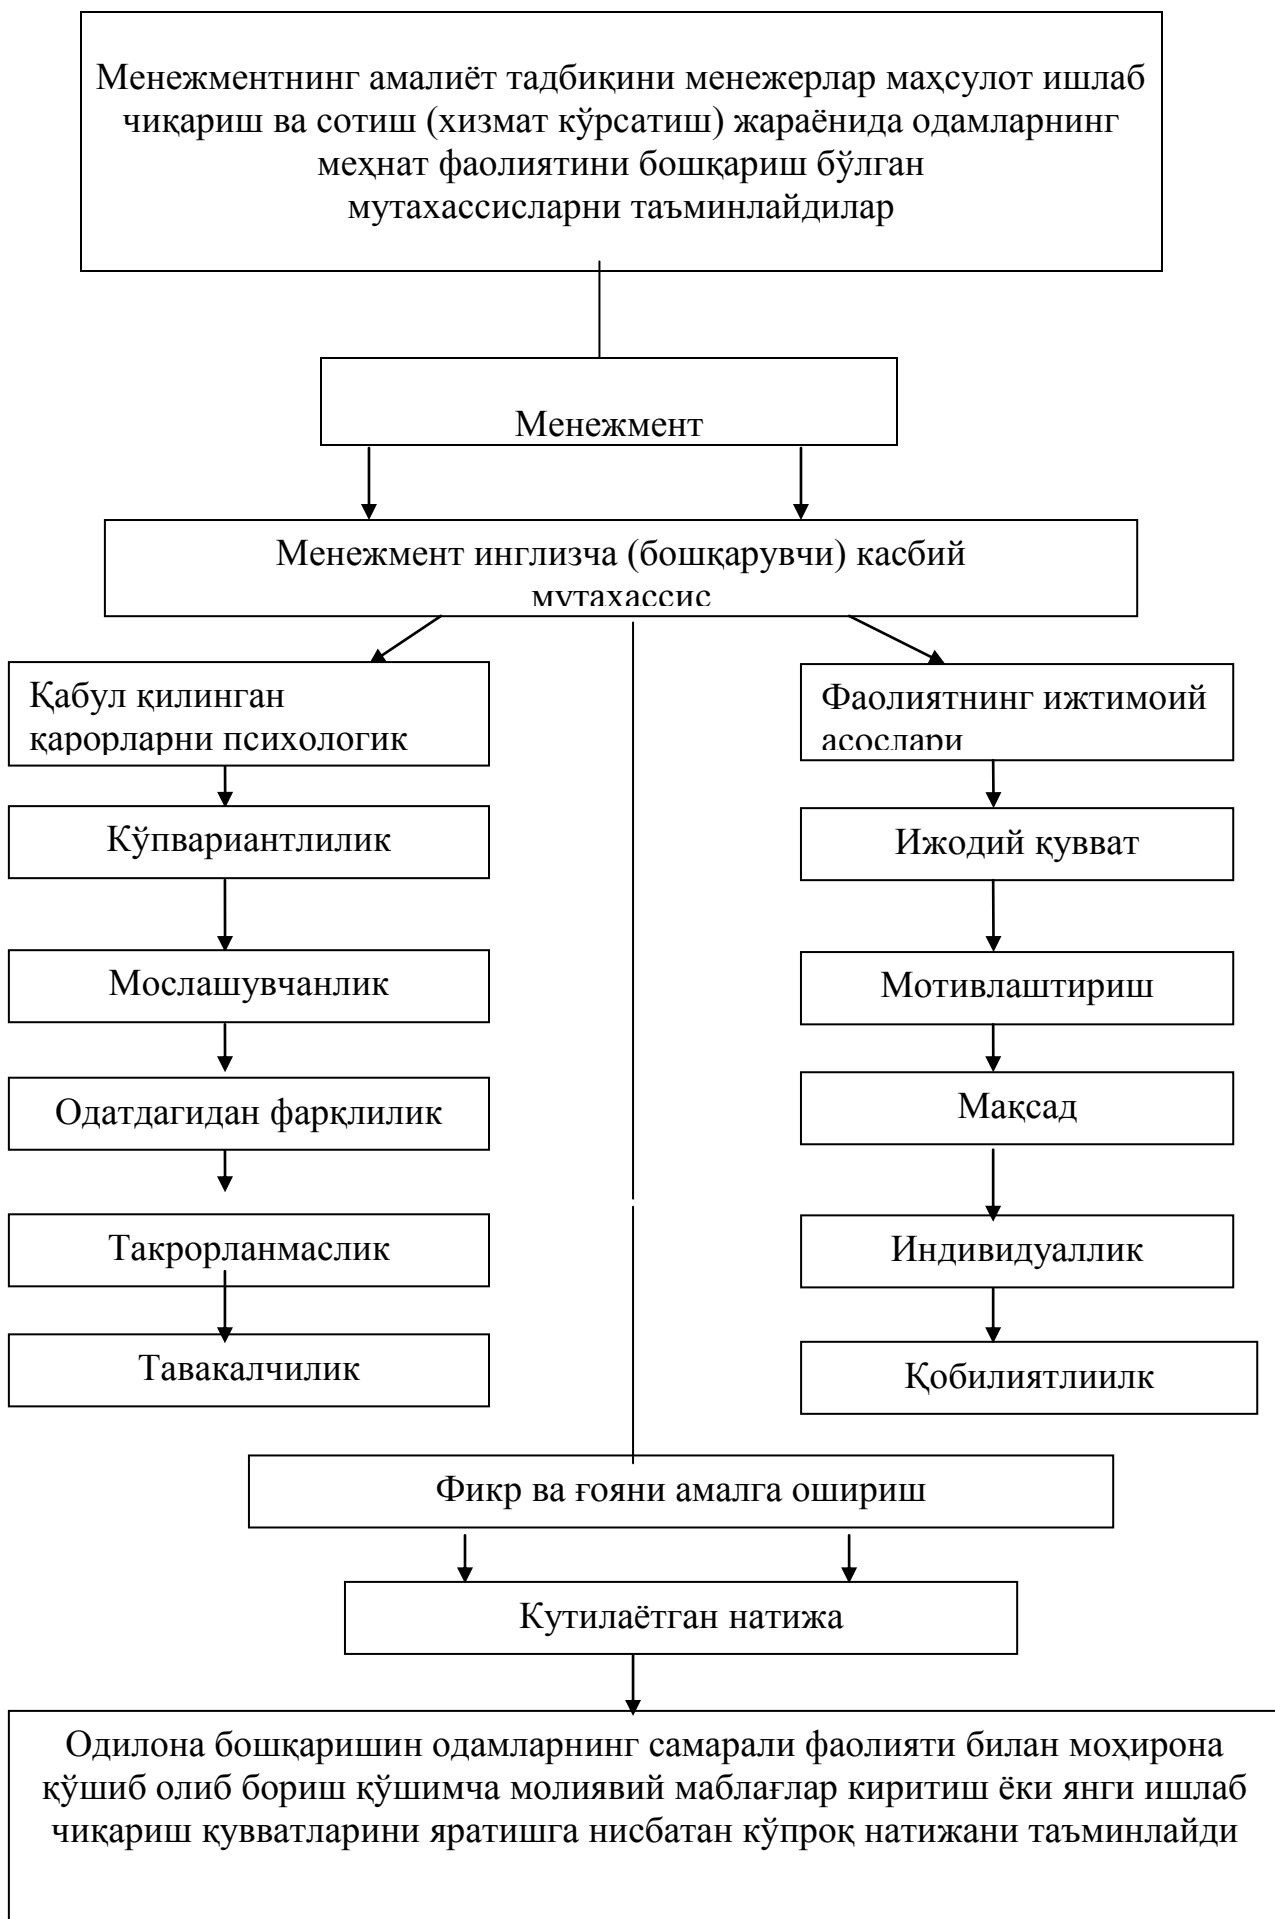 Менежментнинг амалиёт тадбиқини менежерлар маҳсулот ишлаб
чиқариш ва сотиш (хизмат кўрсатиш) жараёнида одамларнинг
меҳнат фаолиятини бошқариш бўлган
мутахассисларни таъминлайдилар
Менежмент
Менежмент инглизча (бошқарувчи) касбий
мутахассис
Қабул қилинган
қарорларни психологик
Кўпвариантлилик
Мослашувчанлик
Одатдагидан фарқлилик
Такрорланмаслик
Тавакалчилик
Фаолиятнинг ижтимоий
асослари
Ижодий қувват
Мотивлаштириш
Мақсад
Индивидуаллик
Қобилиятлиилк
Фикр ва ғояни амалга ошириш
Кутилаётган натижа
Одилона бошқаришин одамларнинг самарали фаолияти билан моҳирона
қўшиб олиб бориш қўшимча молиявий маблағлар киритиш ёки янги ишлаб
чиқариш қувватларини яратишга нисбатан кўпроқ натижани таъминлайди